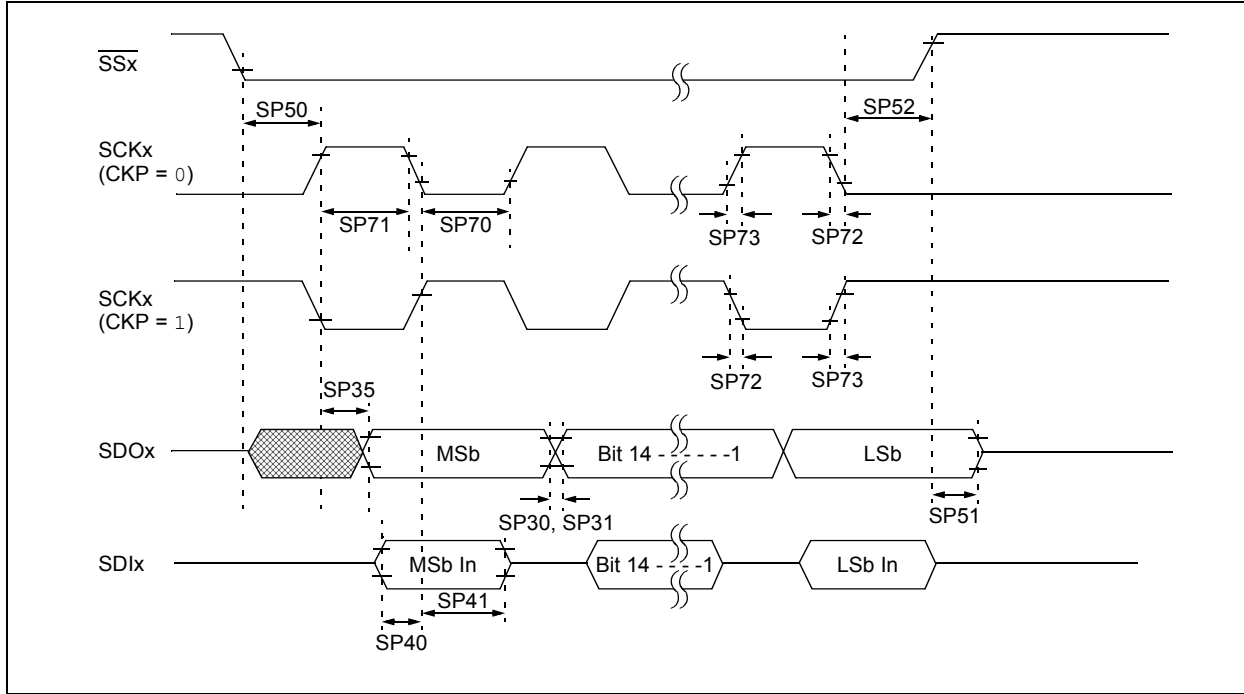 SSx
SP50
SP52
SCKx
(CKP = 0)
SP71
SP70
SP73
SP72
SCKx
(CKP = 1)
SP72
SP73
SP35
SDOx
MSb
Bit 14 - - - - - -1
LSb
SP30, SP31
SP51
SDIx
MSb In
Bit 14 - - - -1
LSb In
SP41
SP40